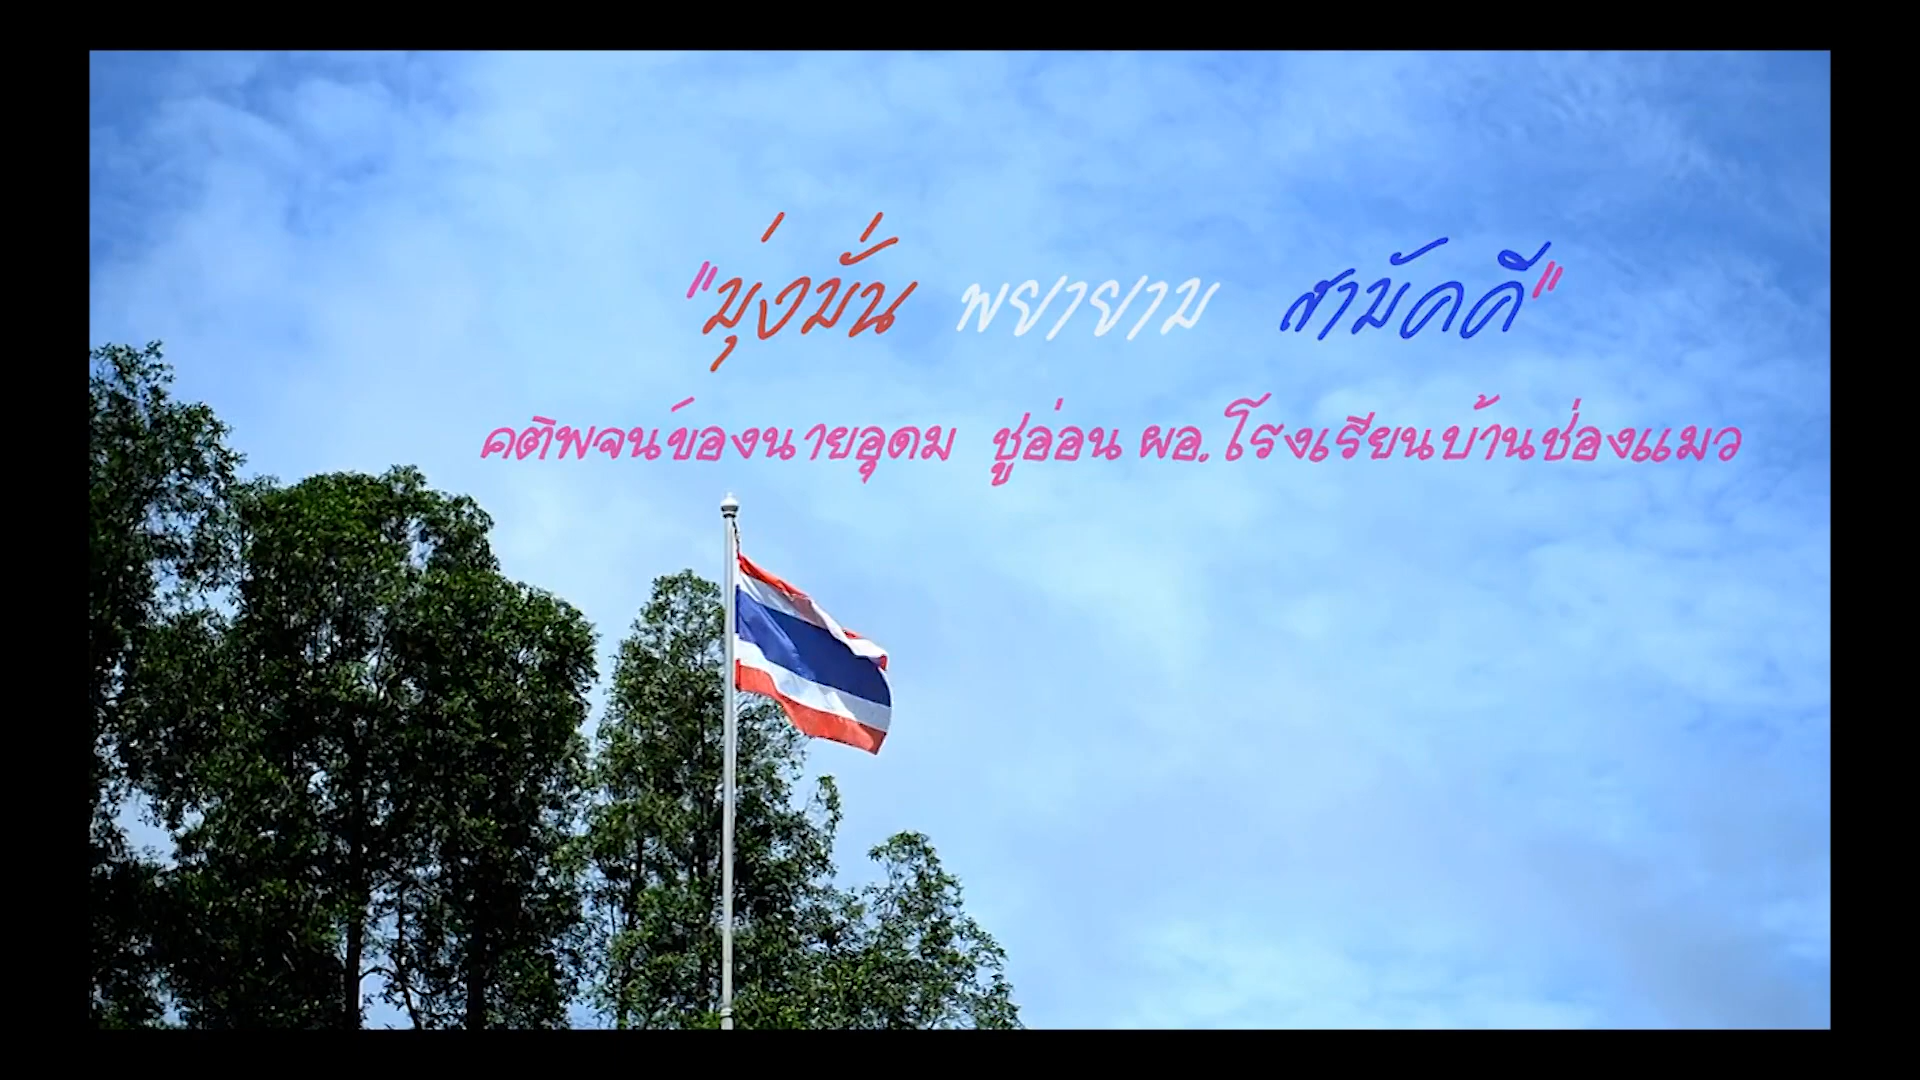 "มุ่งมั่น พยายาม สามัคคี"
คติพจน์ของนายอุดม ชูอ่อน ผอ.โรงเรียนบ้านช่องแมว